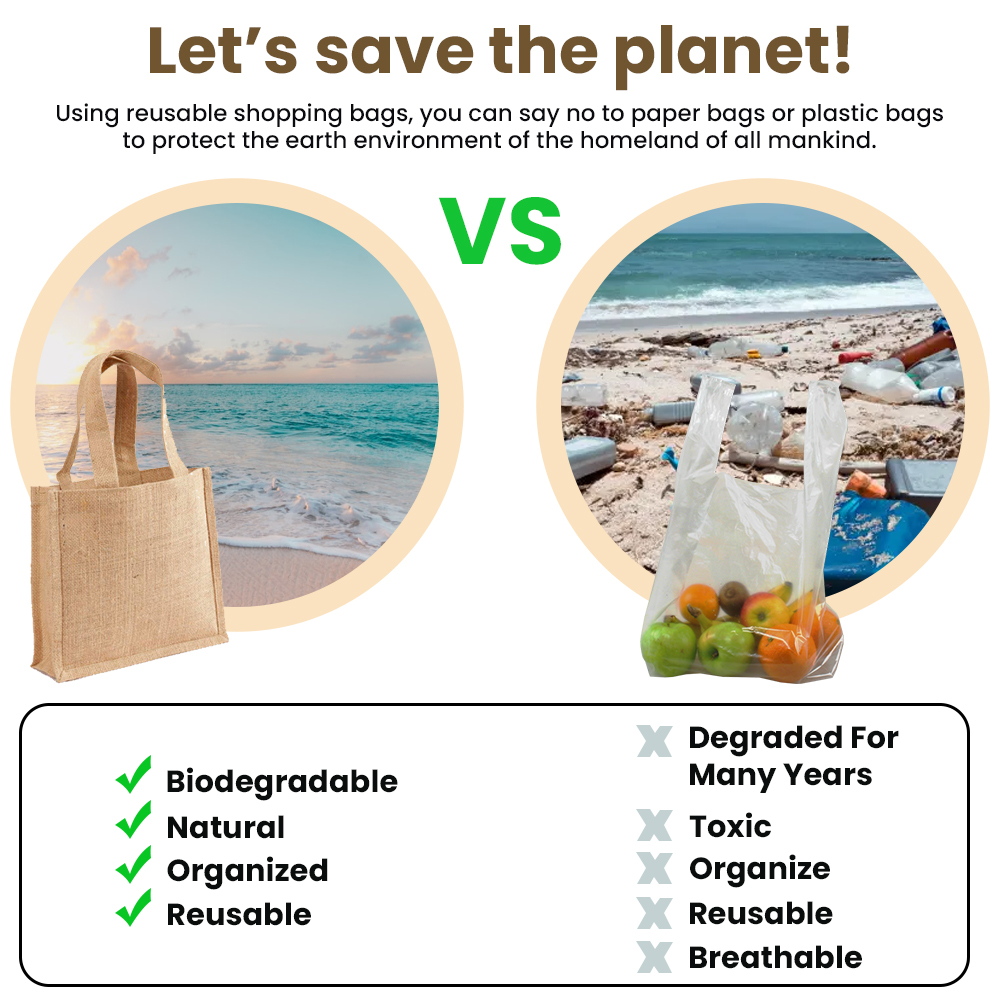 Let's save the planet!
Using reusable shopping bags, you can say no to paper bags or plastic bags
to protect the earth environment of the homeland of all mankind.
VS
Biodegradable
Natural
Organized
Reusable
Degraded For
Many Years
Toxic
Organize
Reusable
Breathable